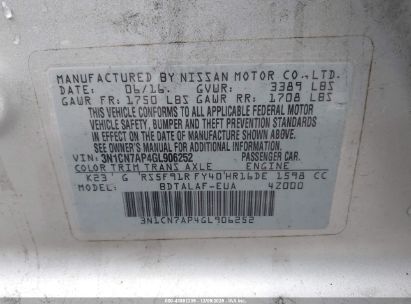 MANUFACTURED BY NISSAN MOTOR CO., LTD.
DATE: 06/16. GVWR: 3389 LBS
GAWR FR: 1750 LBS GAWR RR: 1708 LBS
THIS VEHICLE CONFORMS TO ALL APPLICABLE FEDERAL MOTOR
VEHICLE SAFETY, BUMPER AND THEFT PREVENTION STANDARDS
IN EFFECT ON THE DATE OF MANUFACTURE SHOWN ABOVE.
SEE OWNER'S MANUAL FOR ADDITIONAL INFORMATION.
VIN: 3N1CN7AP4GL906252 PASSENGER CAR
COLOR TRIM TRANS AXLE ENGINE
K23 G RS5F91R FY40 HR16DE 1598 CC
MODEL: BDTALAF-EUA 4Z000
3N1CN7AP4GL906252